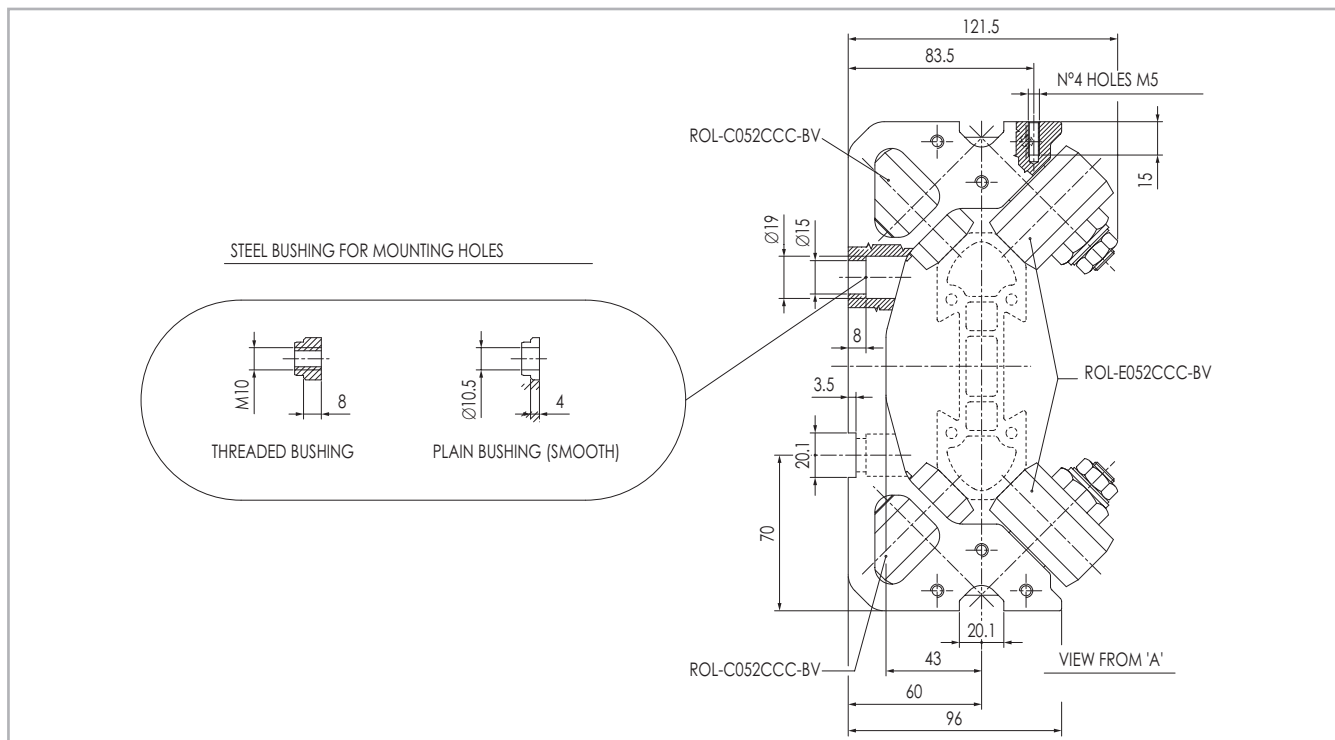 121.5
83.5
N°4 HOLES M5
ROL-C052CCC-BV
15
Ø19
Ø15
STEEL BUSHING FOR MOUNTING HOLES
8
M10
8
Ø10.5
4
THREADED BUSHING
PLAIN BUSHING (SMOOTH)
3.5
ROL-E052CCC-BV
20.1
70
20.1
ROL-C052CCC-BV
43
VIEW FROM 'A'
60
96